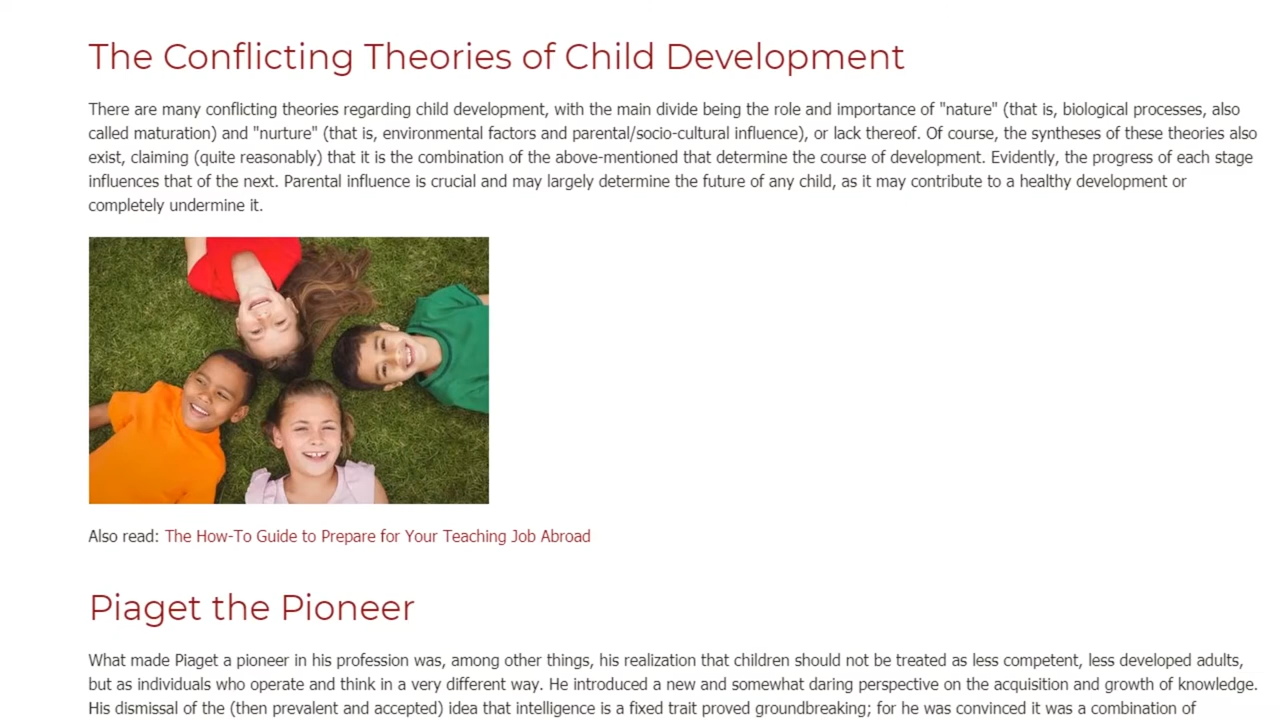 The Conflicting Theories of Child Development
There are many conflicting theories regarding child development, with the main divide being the role and importance of "nature" (that is, biological processes, also
called maturation) and "nurture" (that is, environmental factors and parental/socio-cultural influence), or lack thereof. Of course, the syntheses of these theories also
exist, claiming (quite reasonably) that it is the combination of the above-mentioned that determine the course of development. Evidently, the progress of each stage
influences that of the next. Parental influence is crucial and may largely determine the future of any child, as it may contribute to a healthy development or
completely undermine it.
Also read: The How-To Guide to Prepare for Your Teaching Job Abroad
Piaget the Pioneer
What made Piaget a pioneer in his profession was, among other things, his realization that children should not be treated as less competent, less developed adults,
but as individuals who operate and think in a very different way. He introduced a new and somewhat daring perspective on the acquisition and growth of knowledge.
His dismissal of the (then prevalent and accepted) idea that intelligence is a fixed trait proved groundbreaking; for he was convinced it was a combination of